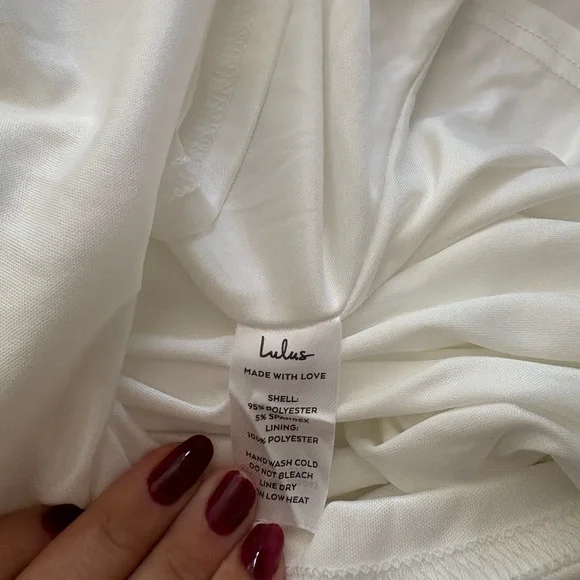 Lulus
MADE WITH LOVE
SHELL:
95% POLYESTER
5% SPANDEX
LINING:
100% POLYESTER
HAND WASH COLD
DO NOT BLEACH
LINE DRY
ON LOW HEAT